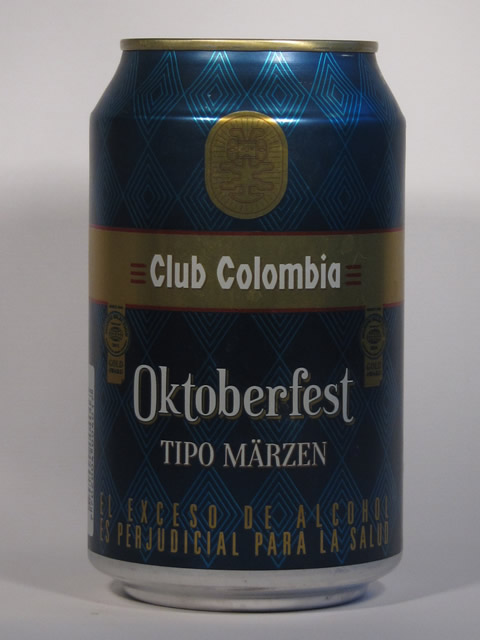 Club Colombia
Oktoberfest
TIPO MÄRZEN
EL EXCESO DE ALCOHOL
ES PERJUDICIAL PARA LA SALUD